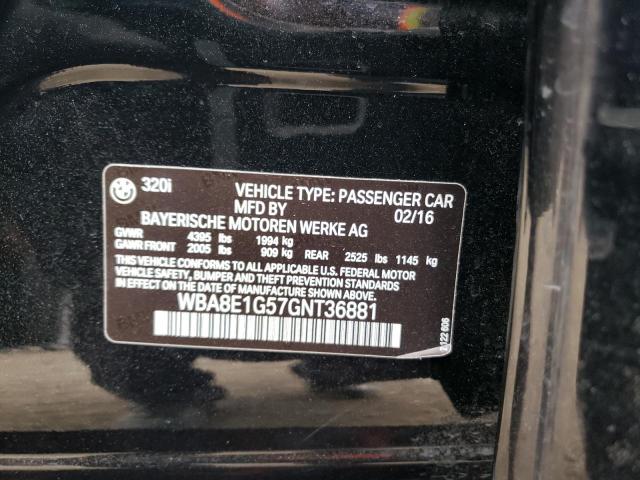 320i VEHICLE TYPE: PASSENGER CAR
MFD BY 02/16
BAYERISCHE MOTOREN WERKE AG
GVWR 4395 lbs 1994 kg
GAWR FRONT 2005 lbs 909 kg REAR 2525 lbs 1145 kg
THIS VEHICLE CONFORMS TO ALL APPLICABLE U.S. FEDERAL MOTOR
VEHICLE SAFETY, BUMPER AND THEFT PREVENTION STANDARDS
IN EFFECT ON THE DATE OF MANUFACTURE SHOWN ABOVE.
WBA8E1G57GNT36881